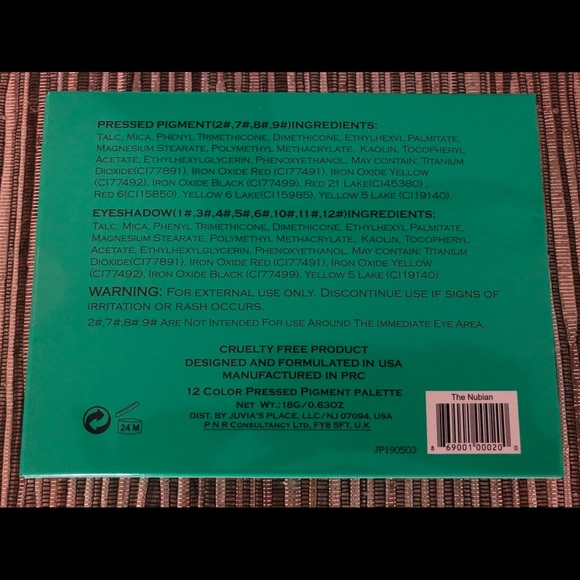 PRESSED PIGMENT(2#,7#,8#,9#)INGREDIENTS:
TALC, MICA, PHENYL TRIMETHICONE, DIMETHICONE, ETHYLHEXYL PALMITATE,
MAGNESIUM STEARATE, POLYMETHYL METHACRYLATE, KAOLIN, TOCOPHERYL
ACETATE, ETHYLHEXYLGLYCERIN, PHENOXYETHANOL, MAY CONTAIN: TITANIUM
DIOXIDE(CI77891), IRON OXIDE RED (CI77491), IRON OXIDE YELLOW
(CI77492), IRON OXIDE BLACK (CI77499), RED 21 LAKE(CI45380) ,
RED 6(CI15850), YELLOW 6 LAKE(CI15985), YELLOW 5 LAKE (CI19140).
EYESHADOW(1#,3#,4#,5#,6#,10#,11#,12#)INGREDIENTS:
TALC, MICA, PHENYL TRIMETHICONE, DIMETHICONE, ETHYLHEXYL PALMITATE,
MAGNESIUM STEARATE, POLYMETHYL METHACRYLATE, KAOLIN, TOCOPHERYL
ACETATE, ETHYLHEXYLGLYCERIN, PHENOXYETHANOL, MAY CONTAIN: TITANIUM
DIOXIDE(CI77891), IRON OXIDE RED (CI77491), IRON OXIDE YELLOW
(CI77492), IRON OXIDE BLACK (CI77499), YELLOW 5 LAKE (CI19140).
WARNING: FOR EXTERNAL USE ONLY. DISCONTINUE USE IF SIGNS OF
IRRITATION OR RASH OCCURS.
2#,7#,8#,9# ARE NOT INTENDED FOR USE AROUND THE IMMEDIATE EYE AREA.
CRUELTY FREE PRODUCT
DESIGNED AND FORMULATED IN USA
MANUFACTURED IN PRC
12 COLOR PRESSED PIGMENT PALETTE
NET WT.:18G/0.63OZ
DIST. BY JUVIA'S PLACE, LLC/NJ 07094, USA
P N R CONSULTANCY LTD, FY8 5FT, U.K
24 M
JP190503
The Nubian
8 69001 00020 0